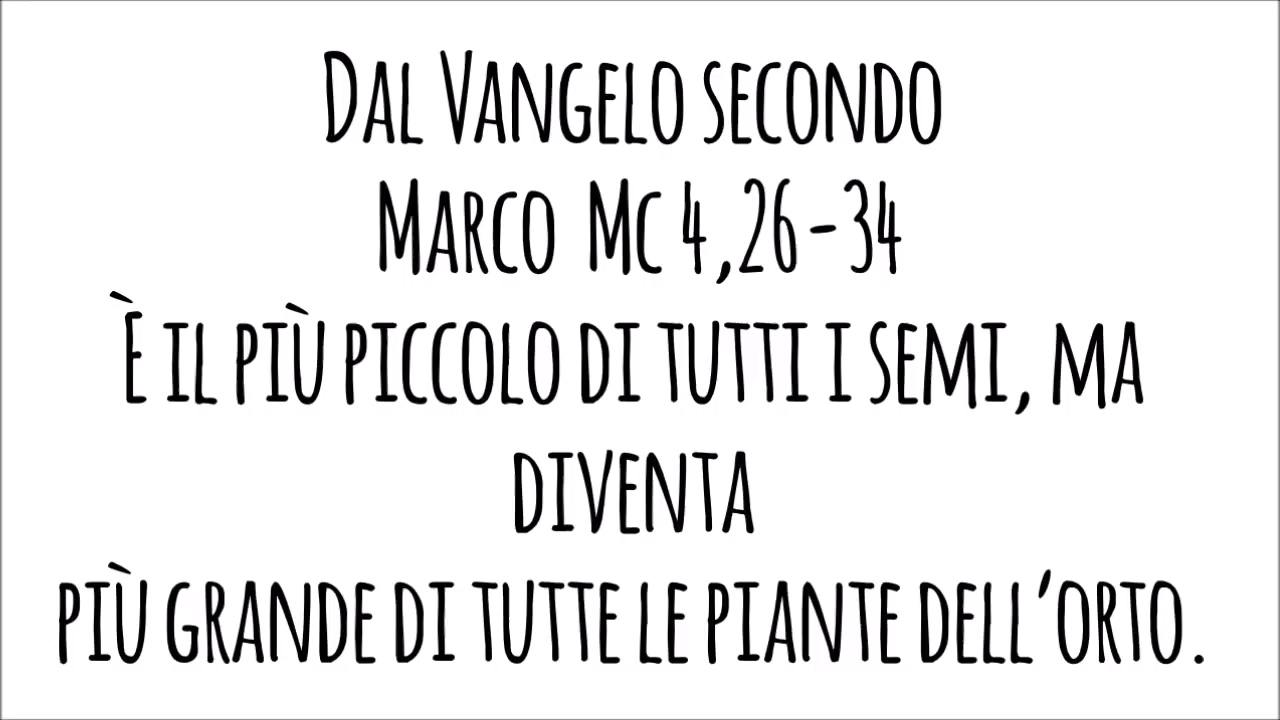 Dal Vangelo secondo
Marco Mc 4,26-34
È il più piccolo di tutti i semi, ma
diventa
più grande di tutte le piante dell'orto.